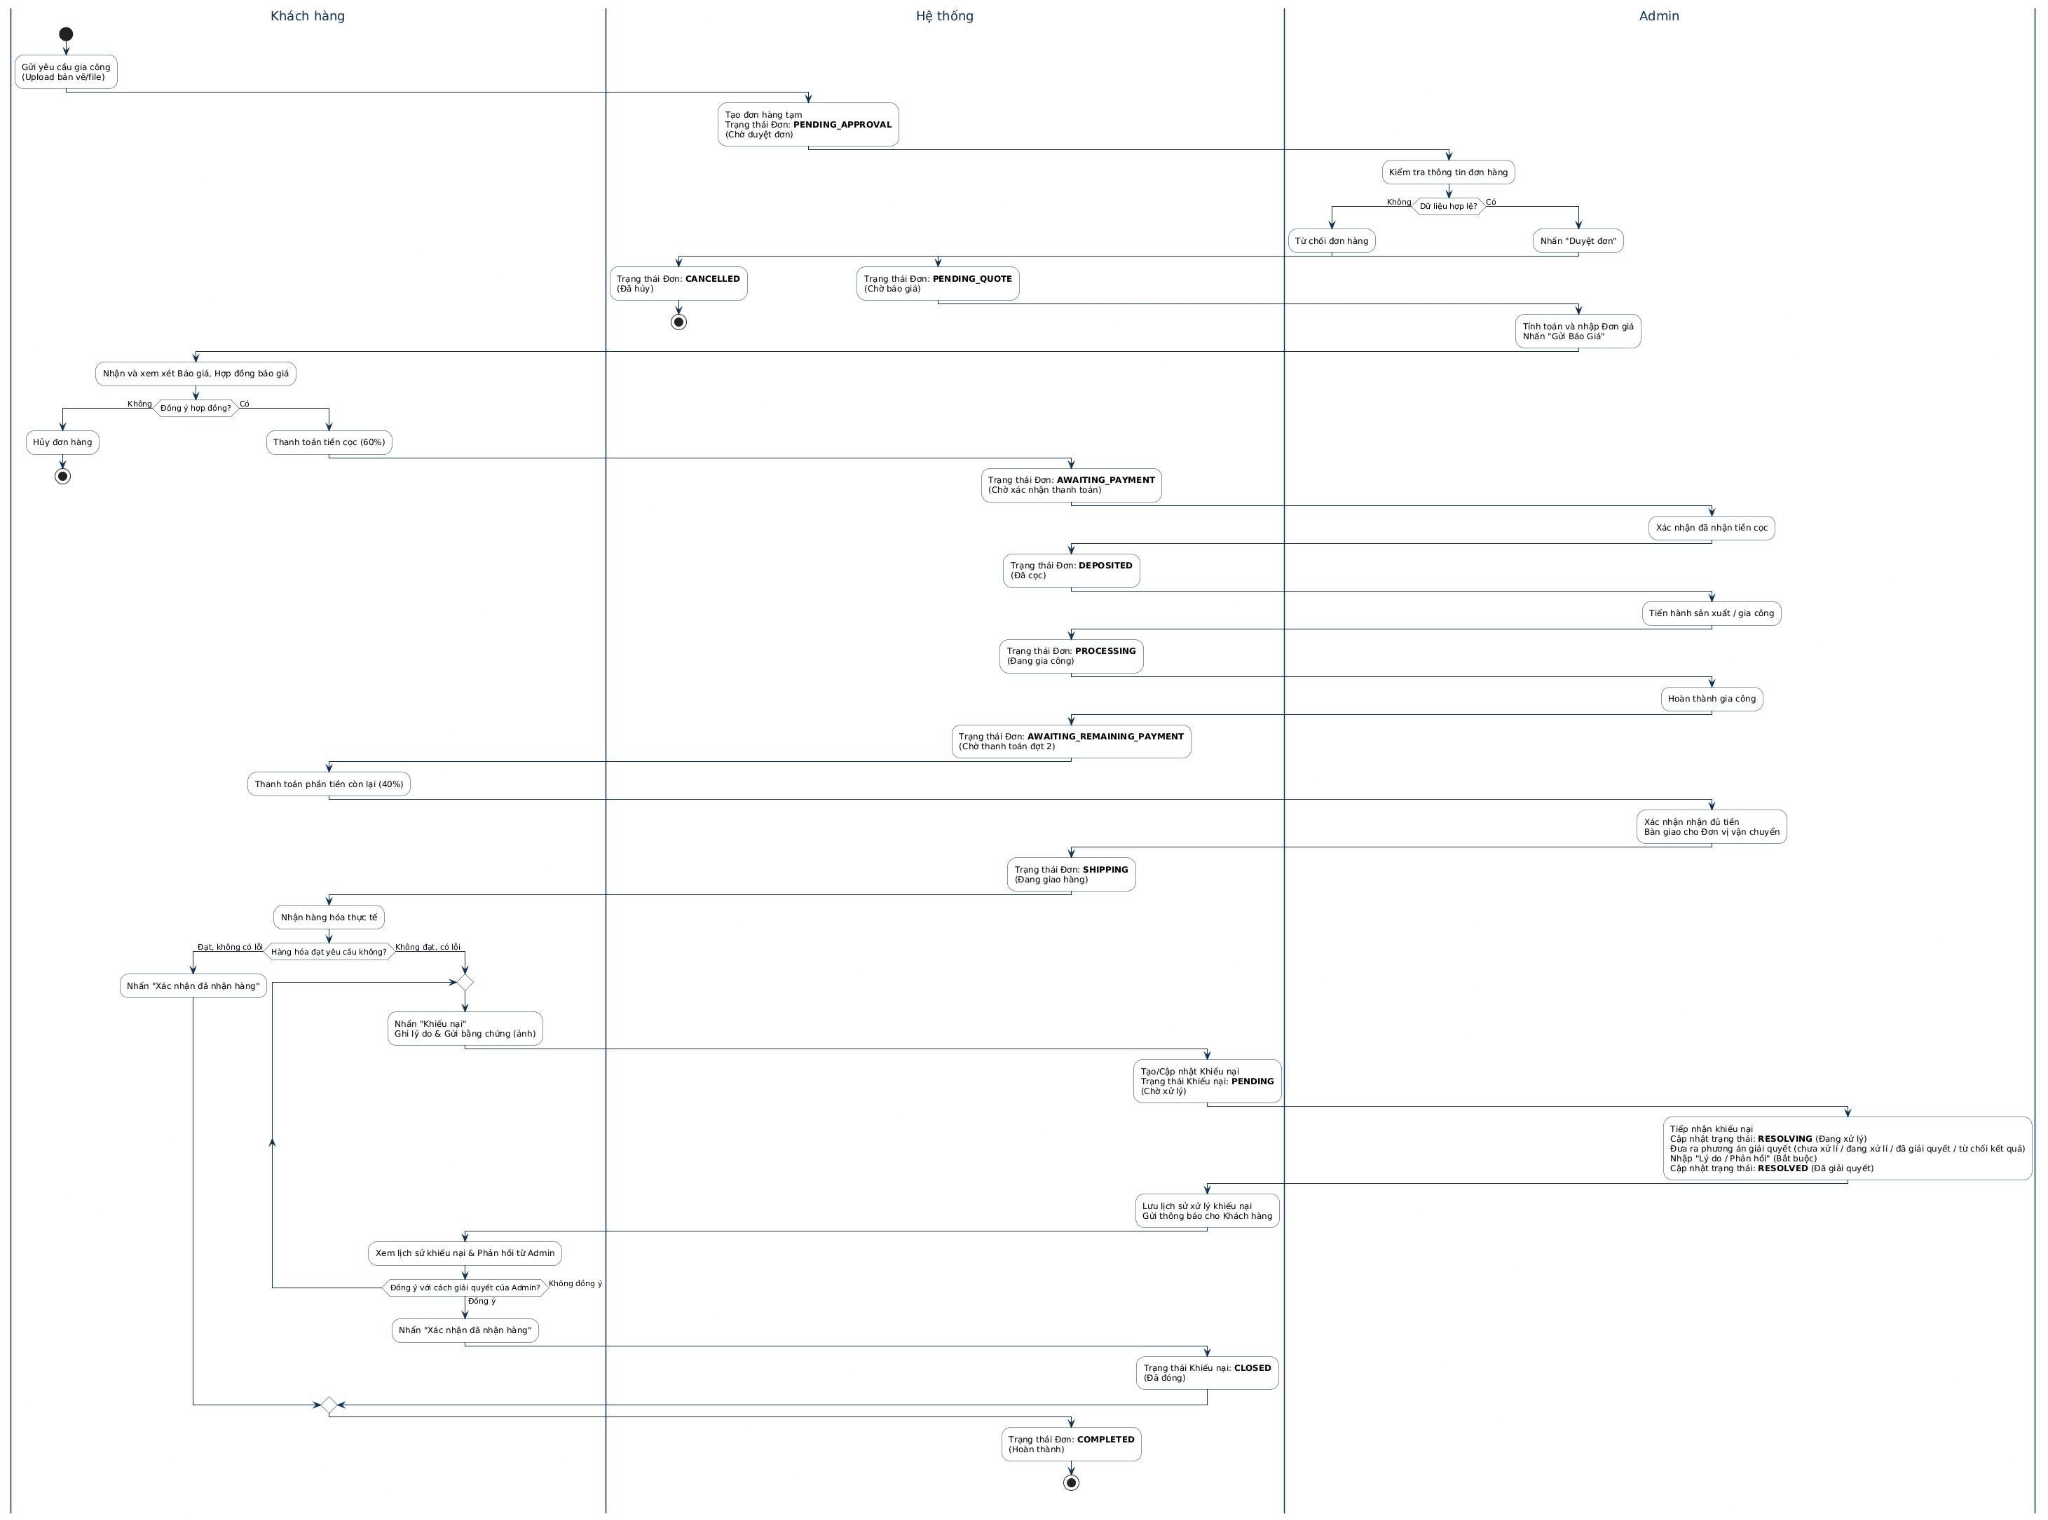 Khách hàng
Hệ thống
Admin
Gửi yêu cầu gia công
(Upload bản vẽ/file)
Tạo đơn hàng tạm
Trạng thái Đơn: PENDING_APPROVAL
(Chờ duyệt đơn)
Kiểm tra thông tin đơn hàng
Không
Dữ liệu hợp lệ?
Có
Từ chối đơn hàng
Nhấn "Duyệt đơn"
Trạng thái Đơn: CANCELLED
(Đã hủy)
Trạng thái Đơn: PENDING_QUOTE
(Chờ báo giá)
Tính toán và nhập Đơn giá
Nhấn "Gửi Báo Giá"
Nhận và xem xét Báo giá, Hợp đồng báo giá
Không
Đồng ý hợp đồng?
Có
Hủy đơn hàng
Thanh toán tiền cọc (60%)
Trạng thái Đơn: AWAITING_PAYMENT
(Chờ xác nhận thanh toán)
Xác nhận đã nhận tiền cọc
Trạng thái Đơn: DEPOSITED
(Đã cọc)
Tiến hành sản xuất / gia công
Trạng thái Đơn: PROCESSING
(Đang gia công)
Hoàn thành gia công
Trạng thái Đơn: AWAITING_REMAINING_PAYMENT
(Chờ thanh toán đợt 2)
Thanh toán phần tiền còn lại (40%)
Xác nhận nhận đủ tiền
Bàn giao cho Đơn vị vận chuyển
Trạng thái Đơn: SHIPPING
(Đang giao hàng)
Nhận hàng hóa thực tế
Đạt, không có lỗi
Hàng hóa đạt yêu cầu không?
Không đạt, có lỗi
Nhấn "Xác nhận đã nhận hàng"
Nhấn "Khiếu nại"
Ghi lý do & Gửi bằng chứng (ảnh)
Tạo/Cập nhật Khiếu nại
Trạng thái Khiếu nại: PENDING
(Chờ xử lý)
Tiếp nhận khiếu nại
Cập nhật trạng thái: RESOLVING (Đang xử lý)
Đưa ra phương án giải quyết (chưa xử lí / đang xử lí / đã giải quyết / từ chối kết quả)
Nhập "Lý do / Phản hồi" (Bắt buộc)
Cập nhật trạng thái: RESOLVED (Đã giải quyết)
Lưu lịch sử xử lý khiếu nại
Gửi thông báo cho Khách hàng
Xem lịch sử khiếu nại & Phản hồi từ Admin
Đồng ý với cách giải quyết của Admin?
Không đồng ý
Đồng ý
Nhấn "Xác nhận đã nhận hàng"
Trạng thái Khiếu nại: CLOSED
(Đã đóng)
Trạng thái Đơn: COMPLETED
(Hoàn thành)